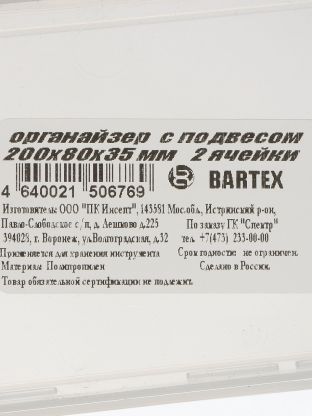 органайзер с подвесом
200х80х35 мм 2 ячейки
4 640021 506769 BARTEX
Изготовитель: ООО "ПК Инсепт", 143581 Мос.обл., Истринский р-он,
Павло-Слободское с/п, д. Лешково д.225 По заказу ГК "Спектр"
394028, г. Воронеж, ул.Волгоградская, д.32 тел. +7(473) 233-00-00
Применяется для хранения инструмента Срок годности: не ограничен.
Материал: Полипропилен Сделано в России.
Товар обязательной сертификации не подлежит.